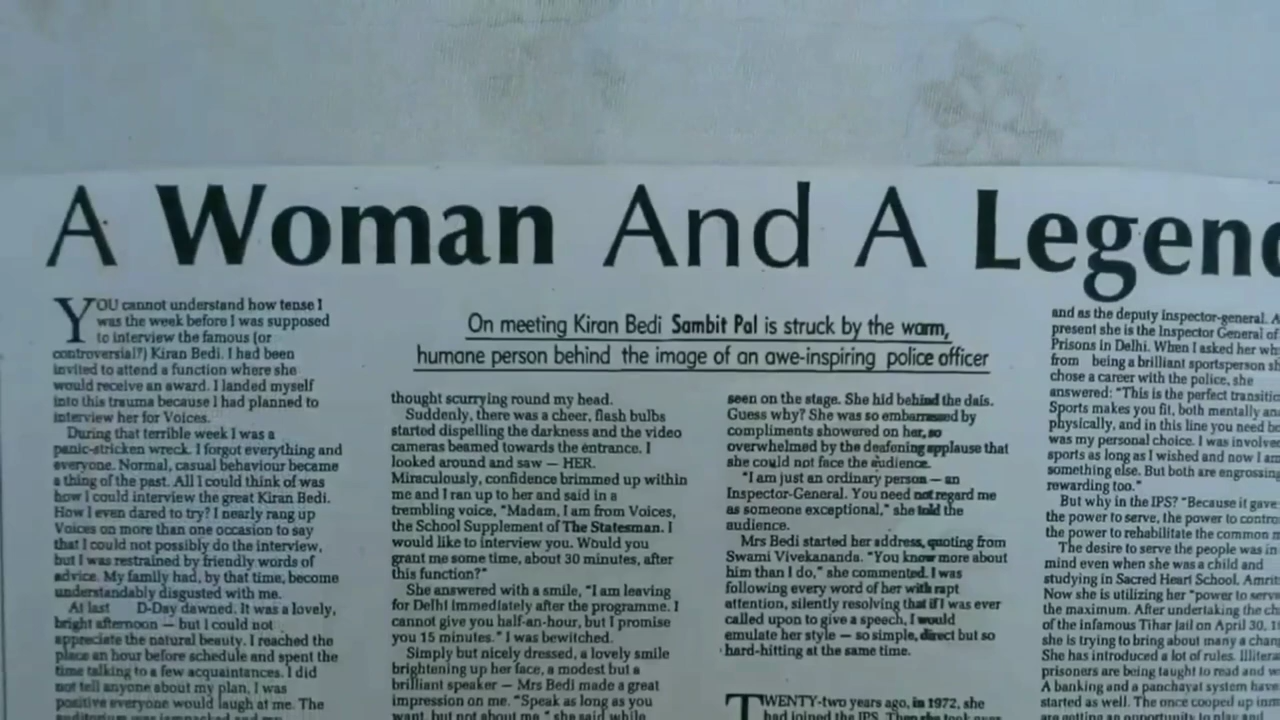 A Woman And A Legend
On meeting Kiran Bedi Sambit Pal is struck by the warm,
humane person behind the image of an awe-inspiring police officer
YOU cannot understand how tense I
was the week before I was supposed
to interview the famous (or
controversial?) Kiran Bedi. I had been
invited to attend a function where she
would receive an award. I landed myself
into this trauma because I had planned to
interview her for Voices.
During that terrible week I was a
panic-stricken wreck. I forgot everything and
everyone. Normal, casual behaviour became
a thing of the past. All I could think of was
how I could interview the great Kiran Bedi.
How I even dared to try? I nearly rang up
Voices on more than one occasion to say
that I could not possibly do the interview,
but I was restrained by friendly words of
advice. My family had, by that time, become
understandably disgusted with me.
At last D-Day dawned. It was a lovely,
bright afternoon — but I could not
appreciate the natural beauty. I reached the
place an hour before schedule and spent the
time talking to a few acquaintances. I did
not tell anyone about my plan, I was
positive everyone would laugh at me. The
thought scurrying round my head.
Suddenly, there was a cheer, flash bulbs
started dispelling the darkness and the video
cameras beamed towards the entrance. I
looked around and saw — HER.
Miraculously, confidence brimmed up within
me and I ran up to her and said in a
trembling voice, "Madam, I am from Voices,
the School Supplement of The Statesman. I
would like to interview you. Would you
grant me some time, about 30 minutes, after
this function?"
She answered with a smile, "I am leaving
for Delhi immediately after the programme. I
cannot give you half-an-hour, but I promise
you 15 minutes." I was bewitched.
Simply but nicely dressed, a lovely smile
brightening up her face, a modest but a
brilliant speaker — Mrs Bedi made a great
impression on me. "Speak as long as you
want, but not about me," she said while
seen on the stage. She hid behind the dais.
Guess why? She was so embarrassed by
compliments showered on her, so
overwhelmed by the deafening applause that
she could not face the audience.
"I am just an ordinary person — an
Inspector-General. You need not regard me
as someone exceptional," she told the
audience.
Mrs Bedi started her address, quoting from
Swami Vivekananda. "You know more about
him than I do," she commented. I was
following every word of her with rapt
attention, silently resolving that if I was ever
called upon to give a speech, I would
emulate her style — so simple, direct but so
hard-hitting at the same time.
TWENTY-two years ago, in 1972, she
had joined the IPS. Then she took over
and as the deputy inspector-general. A
present she is the Inspector General of
Prisons in Delhi. When I asked her
from being a brilliant sportsperson
chose a career with the police, she
answered: "This is the perfect
Sports makes you fit, both mentally
physically, and in this line you need
was my personal choice. I was
sports as long as I wished and now I am
something else. But both are
rewarding too."
But why in the IPS? "Because it gave
the power to serve, the power to
the power to rehabilitate the common
The desire to serve the people was in
mind even when she was a child and
studying in Sacred Heart School,
Now she is utilizing her "power to
the maximum. After undertaking the
of the infamous Tihar Jail on April 30,
she is trying to bring about many a
She has introduced a lot of rules.
prisoners are being taught to read and
A banking and a panchayat system have
started as well. The once cooped up